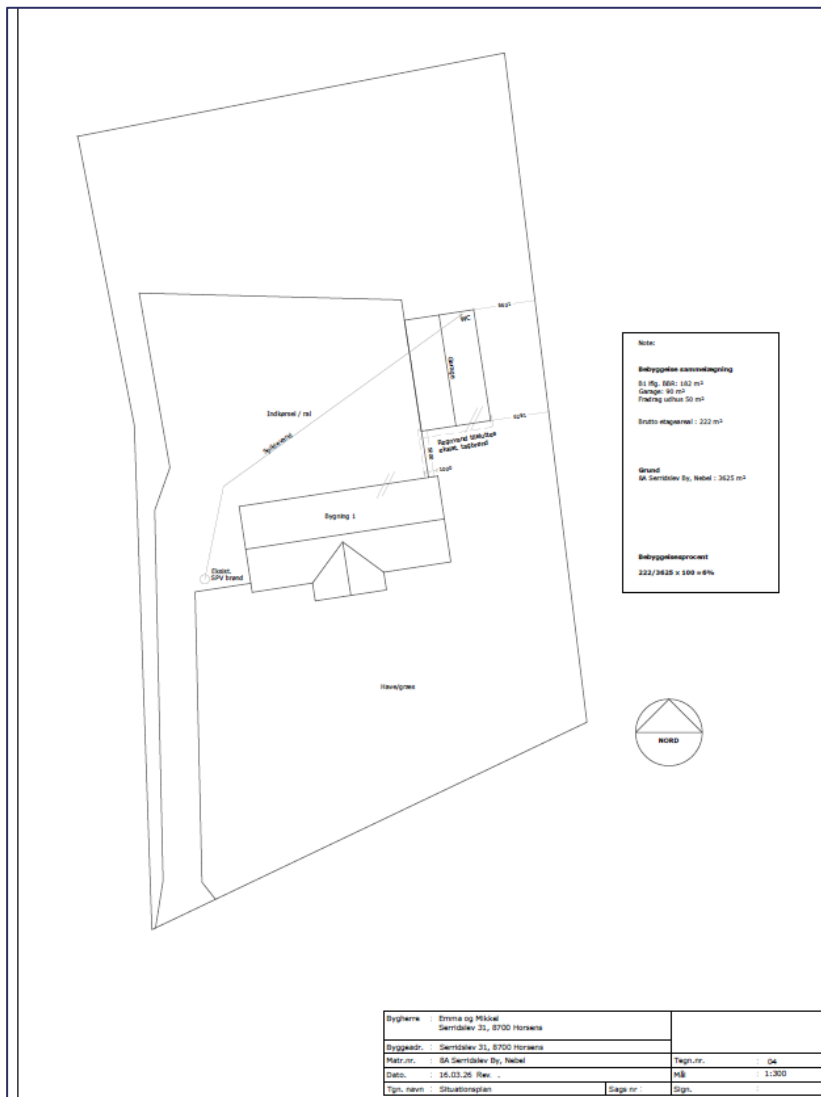 WC
Garage
Indkørsel / ral
Spildevand
Regnvand tilsluttes
eksist. tagbrønd
Bygning 1
Eksist.
SPV brønd
Have/græs
Note:
Bebyggelse sammelægning
B1 iflg. BBR: 182 m²
Garage: 90 m²
Fradrag udhus 50 m²
Brutto etageareal : 222 m²
Grund
8A Serridslev By, Nebel : 3625 m²
Bebyggelsesprocent
222/3625 x 100 = 6%
NORD
Bygherre : Emma og Mikkel
Serridslev 31, 8700 Horsens
Byggeadr. : Serridslev 31, 8700 Horsens
Matr.nr. : 8A Serridslev By, Nebel
Tegn.nr. : 04
Dato. : 16.03.26 Rev. .
Mål : 1:300
Tgn. navn : Situationsplan
Sags nr :
Sign. :